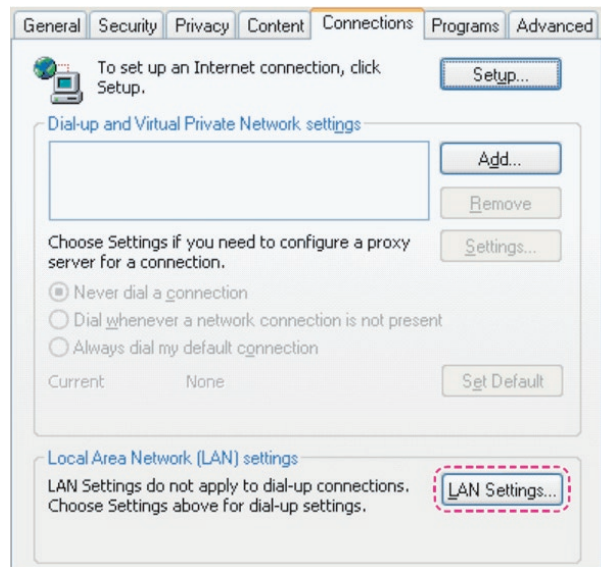 General Security Privacy Content Connections Programs Advanced
To set up an Internet connection, click
Setup.
Setup...
Dial-up and Virtual Private Network settings
Add...
Remove
Choose Settings if you need to configure a proxy
server for a connection.
Settings...
Never dial a connection
Dial whenever a network connection is not present
Always dial my default connection
Current None
Set Default
Local Area Network (LAN) settings
LAN Settings do not apply to dial-up connections.
Choose Settings above for dial-up settings.
LAN Settings...